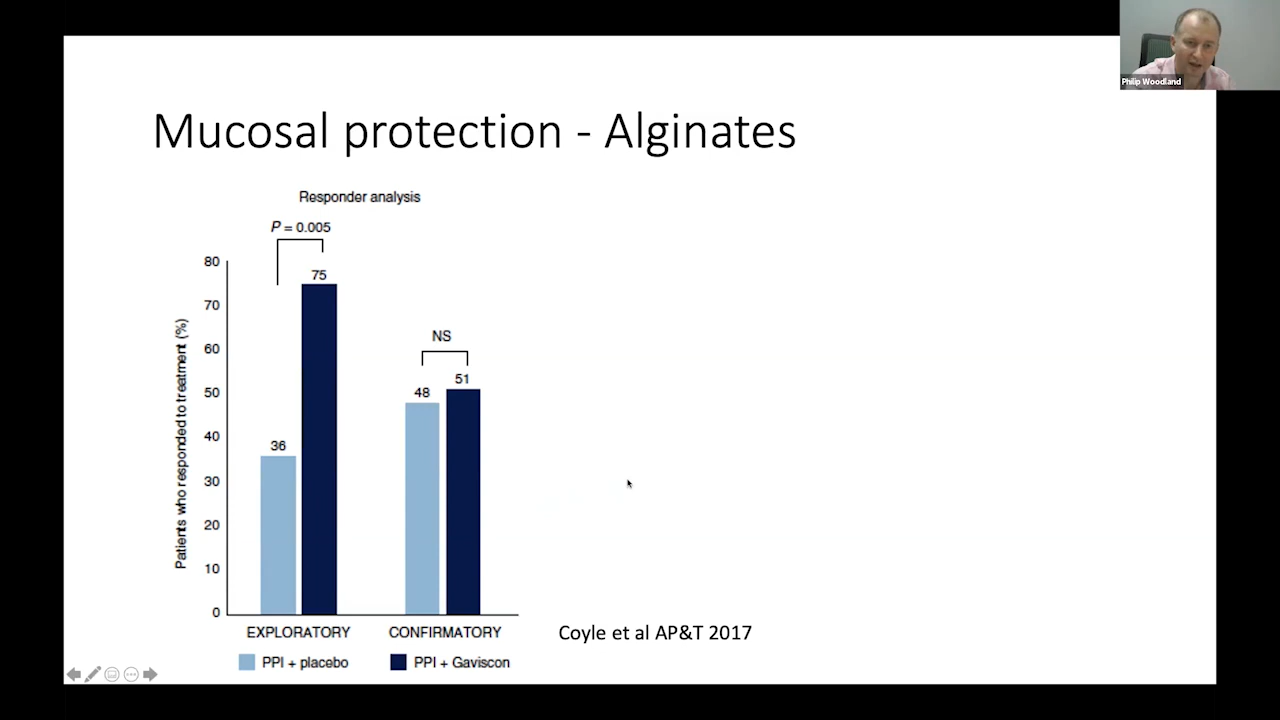 Philip Woodland
Mucosal protection - Alginates
Responder analysis
P = 0.005
80
70
60
50
40
30
20
10
0
Patients who responded to treatment (%)
75
36
NS
48
51
EXPLORATORY
CONFIRMATORY
PPI + placebo
PPI + Gaviscon
Coyle et al AP&T 2017